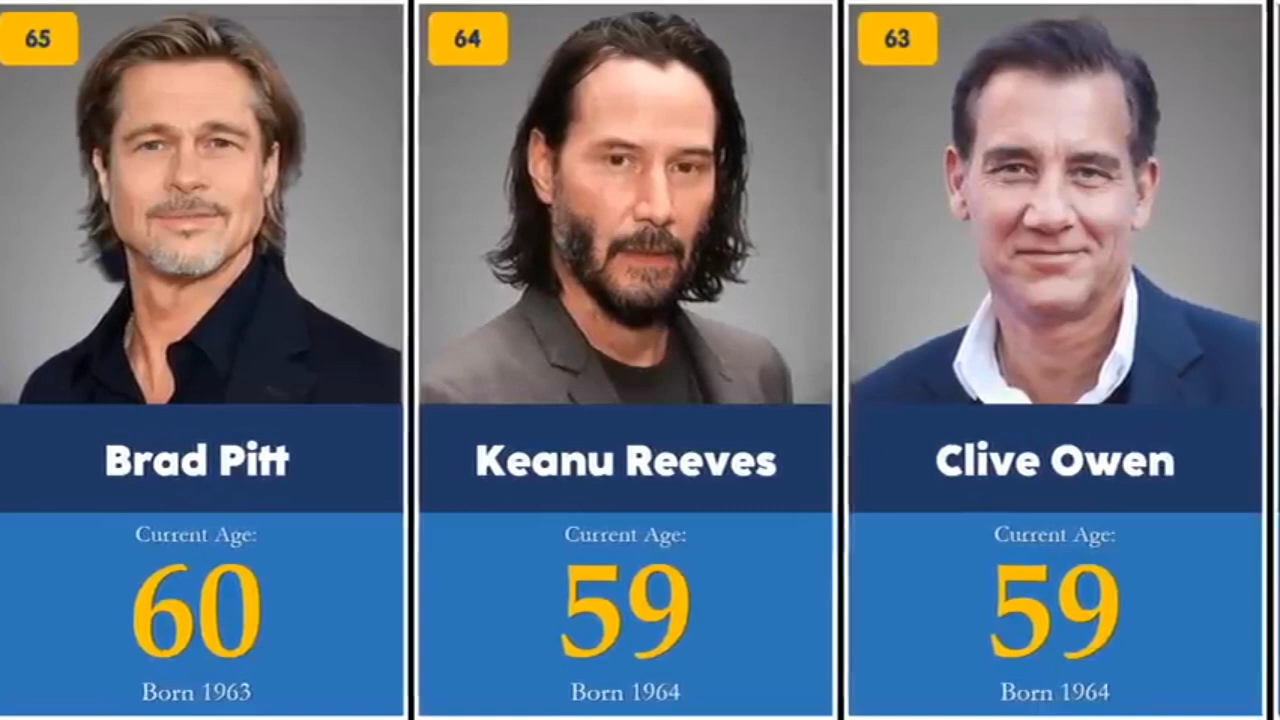 65
Brad Pitt
Current Age:
60
Born 1963
64
Keanu Reeves
Current Age:
59
Born 1964
63
Clive Owen
Current Age:
59
Born 1964